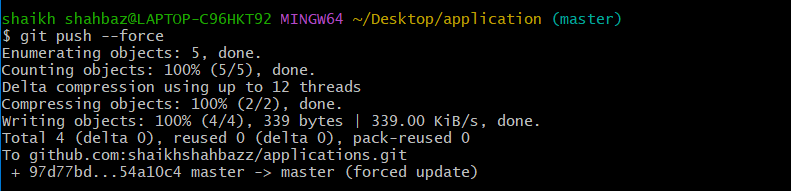 shaikh shahbaz@LAPTOP-C96HKT92 MINGW64 ~/Desktop/application (master)
$ git push --force
Enumerating objects: 5, done.
Counting objects: 100% (5/5), done.
Delta compression using up to 12 threads
Compressing objects: 100% (2/2), done.
Writing objects: 100% (4/4), 339 bytes | 339.00 KiB/s, done.
Total 4 (delta 0), reused 0 (delta 0), pack-reused 0
To github.com:shaikhshahbazz/applications.git
 + 97d77bd...54a10c4 master -> master (forced update)